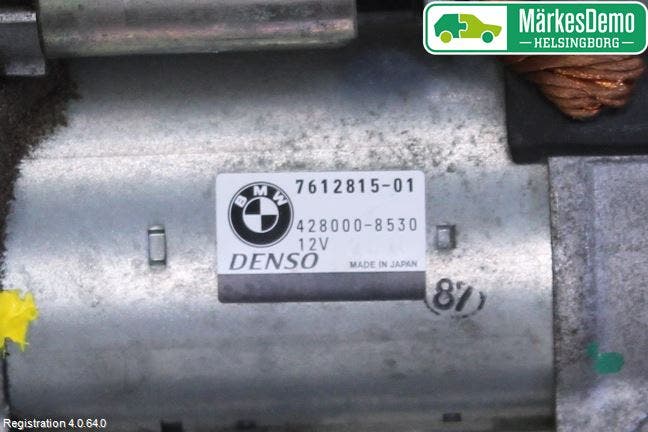 MärkesDemo
HELSINGBORG
BMW
7612815-01
428000-8530
12V
DENSO MADE IN JAPAN
87
Registration 4.0.64.0